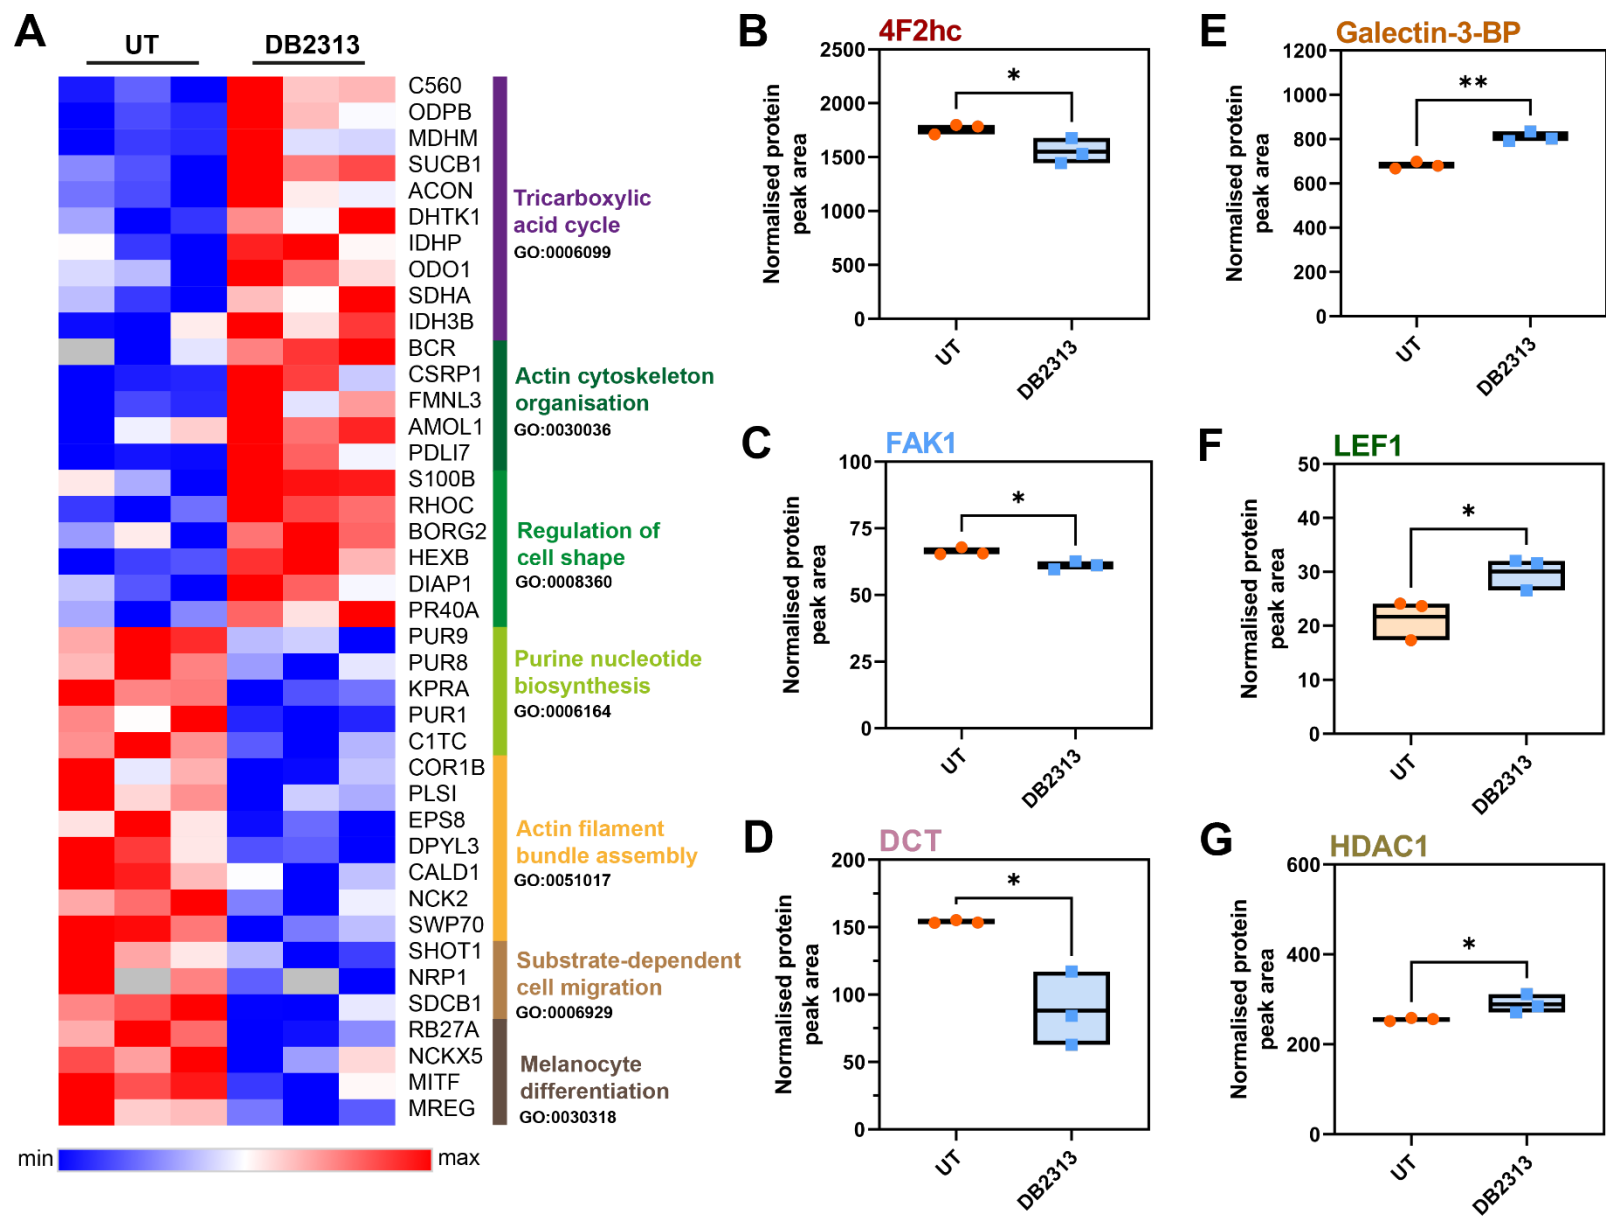 A
UT DB2313
C560
ODPB
MDHM
SUCB1
ACON
DHTK1
IDHP
ODO1
SDHA
IDH3B
BCR
CSRP1
FMNL3
AMOL1
PDLI7
S100B
RHOC
BORG2
HEXB
DIAP1
PR40A
PUR9
PUR8
KPRA
PUR1
C1TC
COR1B
PLSI
EPS8
DPYL3
CALD1
NCK2
SWP70
SHOT1
NRP1
SDCB1
RB27A
NCKX5
MITF
MREG
Tricarboxylic
acid cycle
GO:0006099
Actin cytoskeleton
organisation
GO:0030036
Regulation of
cell shape
GO:0008360
Purine nucleotide
biosynthesis
GO:0006164
Actin filament
bundle assembly
GO:0051017
Substrate-dependent
cell migration
GO:0006929
Melanocyte
differentiation
GO:0030318
min max
B
4F2hc
Normalised protein
peak area
2500
2000
1500
1000
500
0
*
UT
DB2313
C
FAK1
Normalised protein
peak area
100
75
50
25
0
*
UT
DB2313
D
DCT
Normalised protein
peak area
200
150
100
50
0
*
UT
DB2313
E
Galectin-3-BP
Normalised protein
peak area
1200
1000
800
600
400
200
0
**
UT
DB2313
F
LEF1
Normalised protein
peak area
50
40
30
20
10
0
*
UT
DB2313
G
HDAC1
Normalised protein
peak area
600
400
200
0
*
UT
DB2313